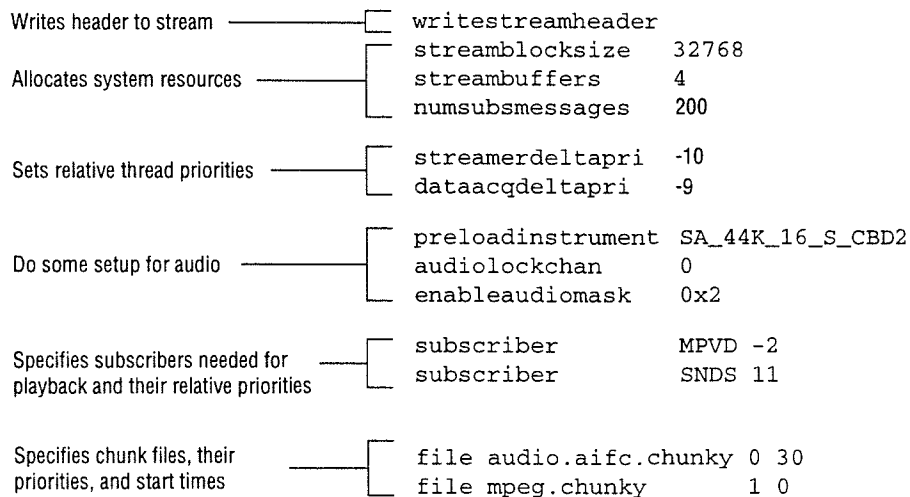 Writes header to stream writestreamheader
streamblocksize 32768
Allocates system resources streambuffers 4
numsubsmessages 200
Sets relative thread priorities streamerdeltapri -10
dataacqdeltapri -9
preloadinstrument SA_44K_16_S_CBD2
Do some setup for audio audiolockchan 0
enableaudiomask 0x2
Specifies subscribers needed for subscriber MPVD -2
playback and their relative priorities subscriber SNDS 11
Specifies chunk files, their file audio.aifc.chunky 0 30
priorities, and start times file mpeg.chunky 1 0